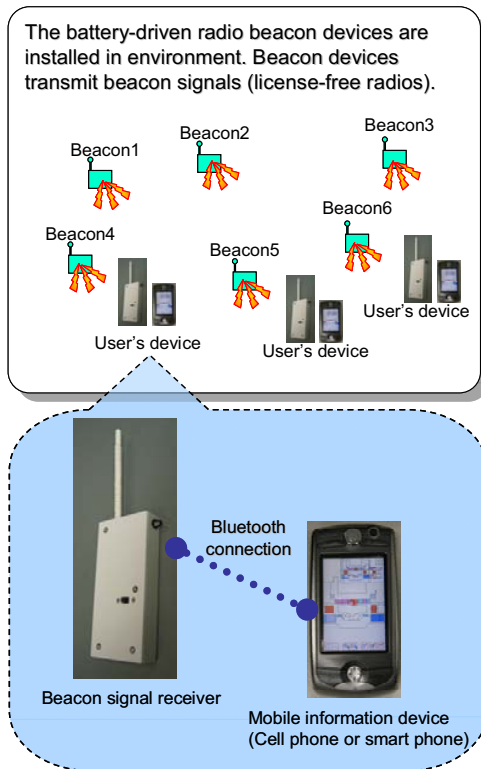 The battery-driven radio beacon devices are
installed in environment. Beacon devices
transmit beacon signals (license-free radios).
Beacon1
Beacon2
Beacon3
Beacon4
Beacon5
Beacon6
User's device
User's device
User's device
Bluetooth
connection
Beacon signal receiver
Mobile information device
(Cell phone or smart phone)